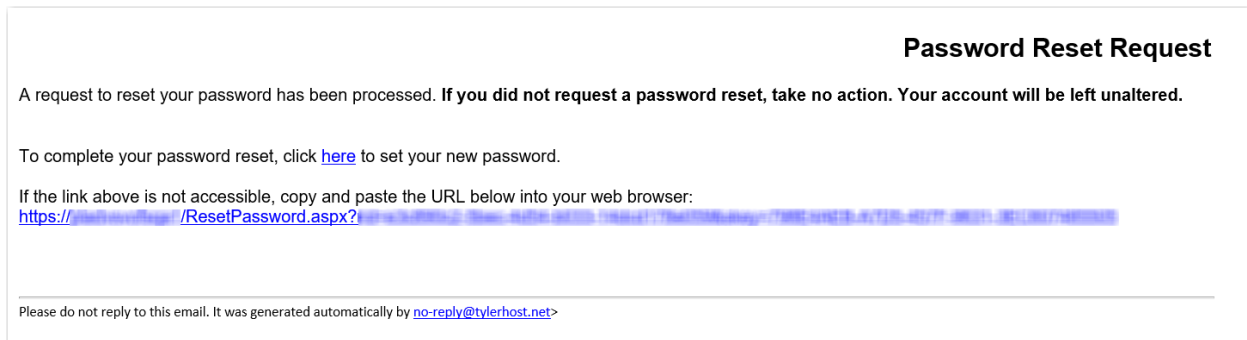 Password Reset Request
A request to reset your password has been processed. If you did not request a password reset, take no action. Your account will be left unaltered.
To complete your password reset, click here to set your new password.
If the link above is not accessible, copy and paste the URL below into your web browser:
https:// /ResetPassword.aspx?
Please do not reply to this email. It was generated automatically by no-reply@tylerhost.net>